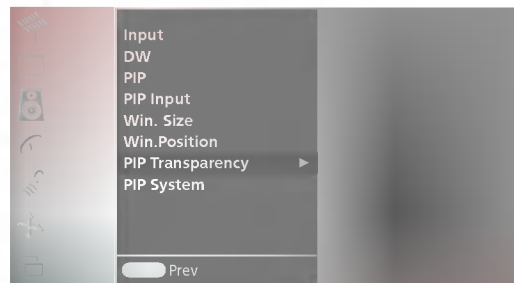 Input
DW
PIP
PIP Input
Win. Size
Win.Position
PIP Transparency
PIP System
Prev